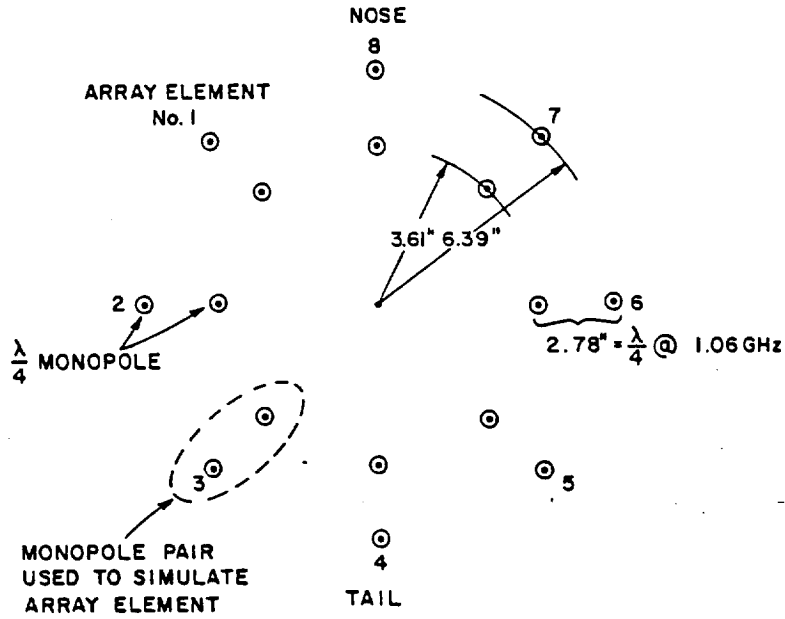 NOSE
8
ARRAY ELEMENT
No. 1
7
3.61" 6.39"
2
6
λ/4 MONOPOLE
2.78" = λ/4 @ 1.06 GHz
3
5
4
MONOPOLE PAIR
USED TO SIMULATE
ARRAY ELEMENT
TAIL